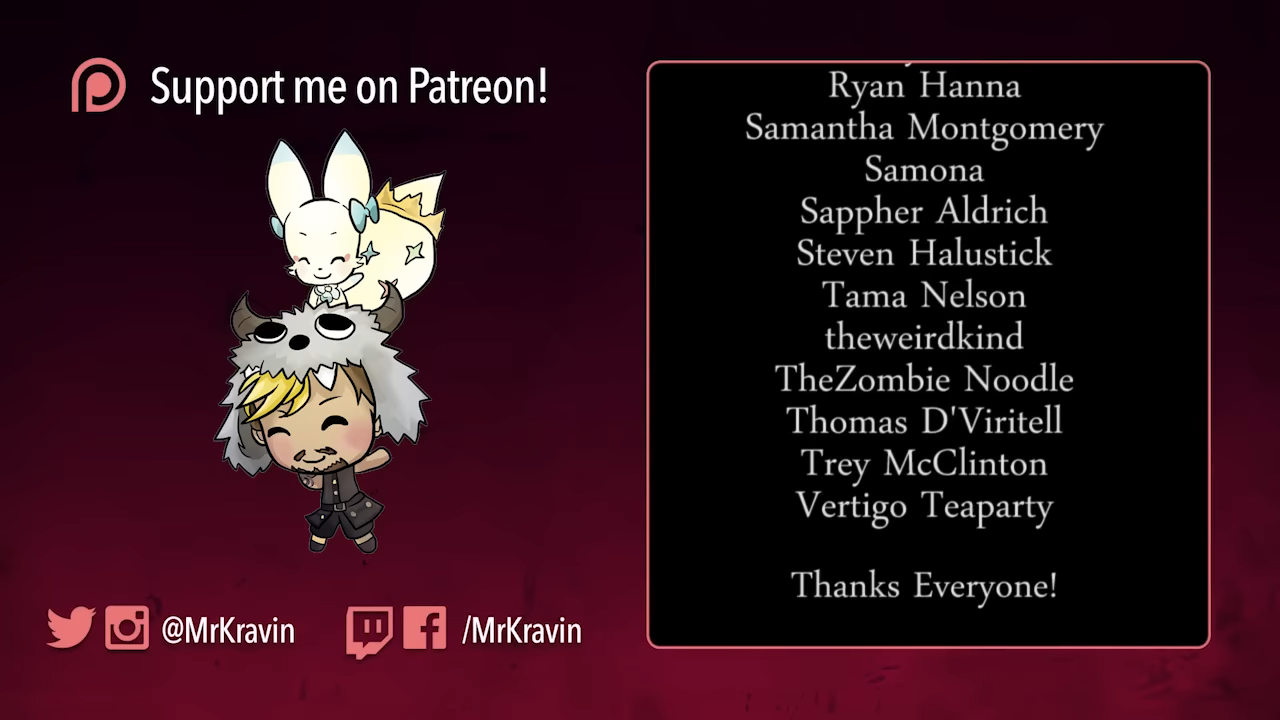 Support me on Patreon!
Ryan Hanna
Samantha Montgomery
Samona
Sappher Aldrich
Steven Halustick
Tama Nelson
theweirdkind
TheZombie Noodle
Thomas D'Viritell
Trey McClinton
Vertigo Teaparty
Thanks Everyone!
@MrKravin
/MrKravin